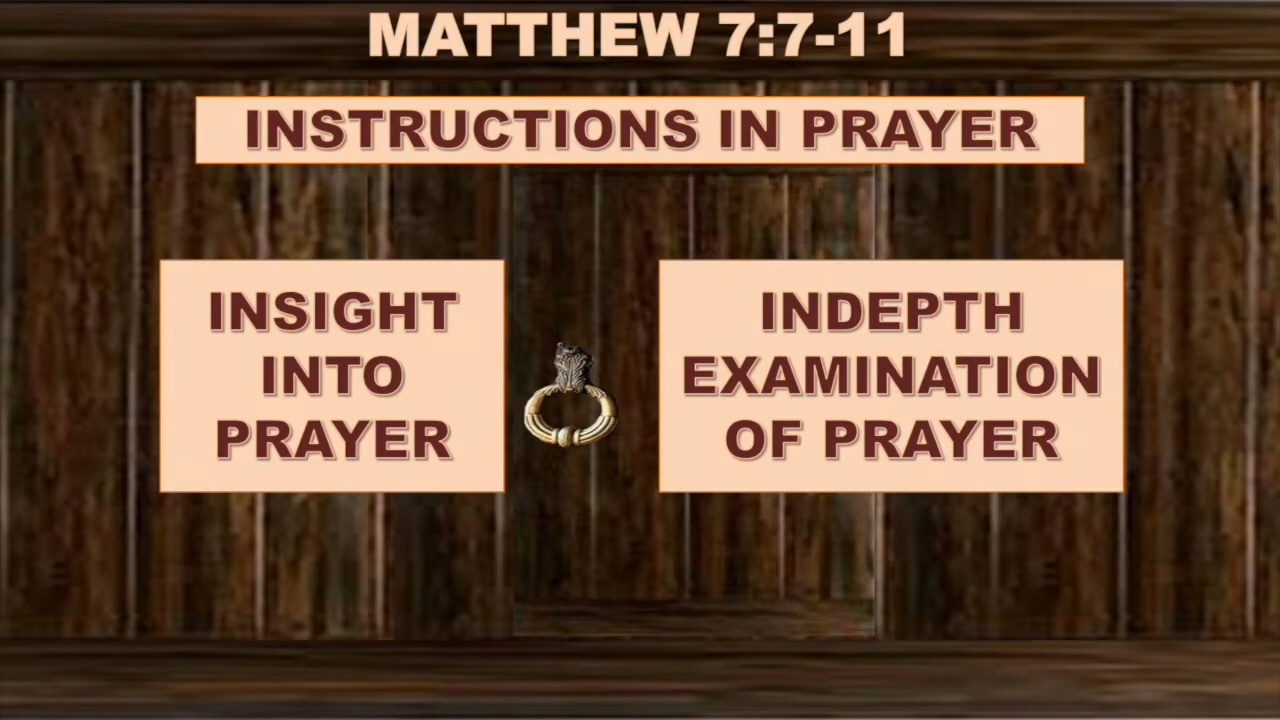 MATTHEW 7:7-11
INSTRUCTIONS IN PRAYER
INSIGHT
INTO
PRAYER
INDEPTH
EXAMINATION
OF PRAYER